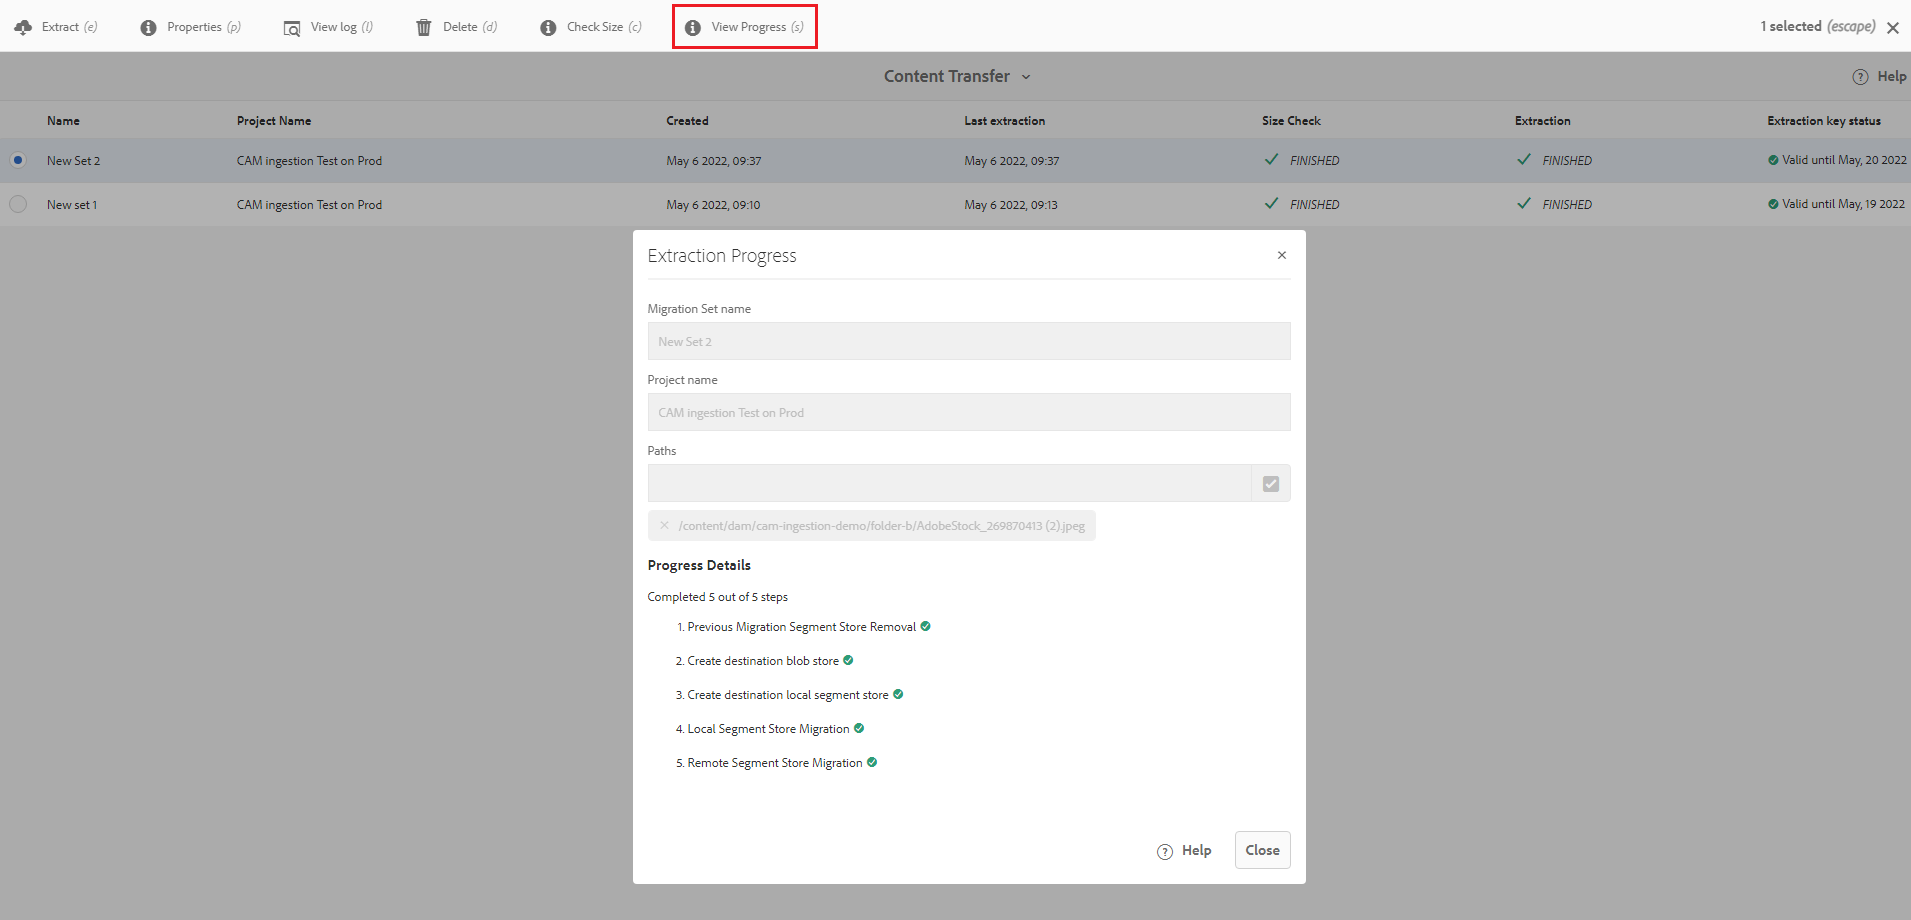 Extract (e) Properties (p) View log (l) Delete (d) Check Size (c) View Progress (s) 1 selected (escape)
Content Transfer Help
Name Project Name Created Last extraction Size Check Extraction Extraction key status
New Set 2 CAM ingestion Test on Prod May 6 2022, 09:37 May 6 2022, 09:37 FINISHED FINISHED Valid until May, 20 2022
New set 1 CAM ingestion Test on Prod May 6 2022, 09:10 May 6 2022, 09:13 FINISHED FINISHED Valid until May, 19 2022
Extraction Progress
Migration Set name
New Set 2
Project name
CAM ingestion Test on Prod
Paths
/content/dam/cam-ingestion-demo/folder-b/AdobeStock_269870413 (2).jpeg
Progress Details
Completed 5 out of 5 steps
1. Previous Migration Segment Store Removal
2. Create destination blob store
3. Create destination local segment store
4. Local Segment Store Migration
5. Remote Segment Store Migration
Help Close